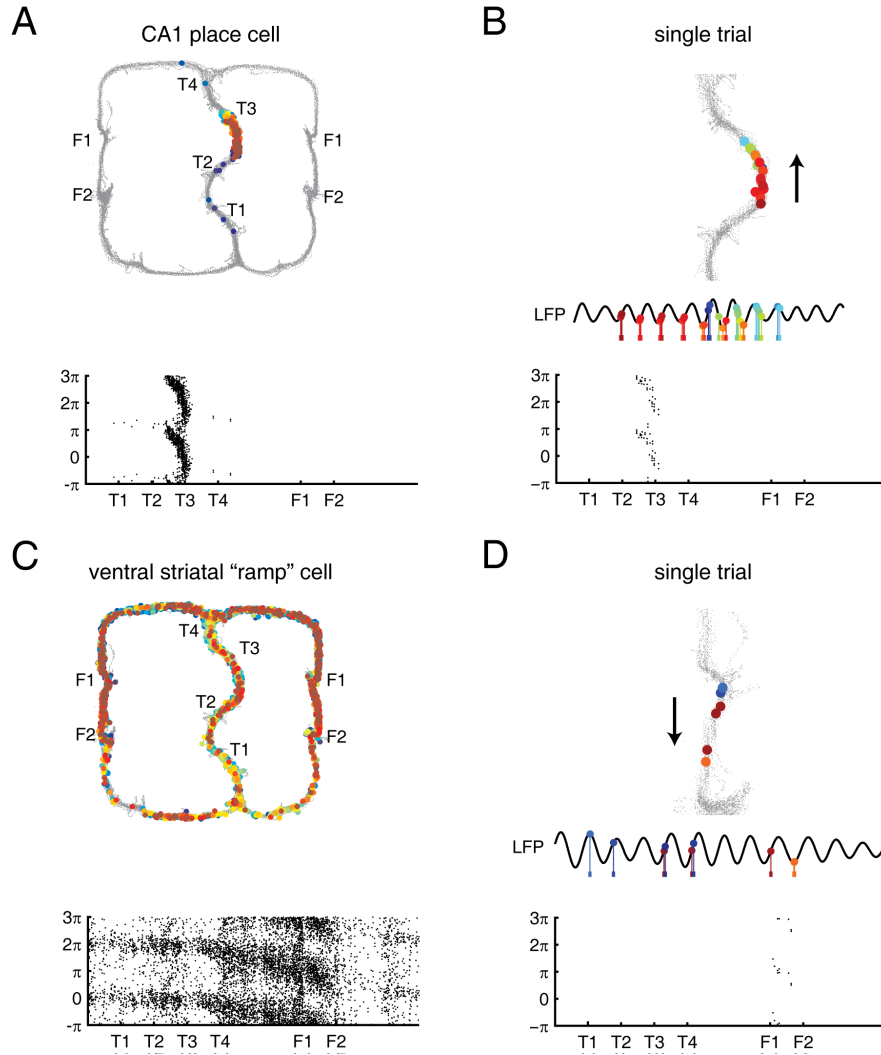 A
CA1 place cell
T4
T3
F1
F1
T2
F2
F2
T1
3π
2π
π
0
-π
T1 T2 T3 T4 F1 F2
B
single trial
LFP
3π
2π
π
0
−π
T1 T2 T3 T4 F1 F2
C
ventral striatal “ramp” cell
T4
T3
F1
F1
T2
F2
F2
T1
3π
2π
π
0
-π
T1 T2 T3 T4 F1 F2
D
single trial
LFP
3π
2π
π
0
-π
T1 T2 T3 T4 F1 F2